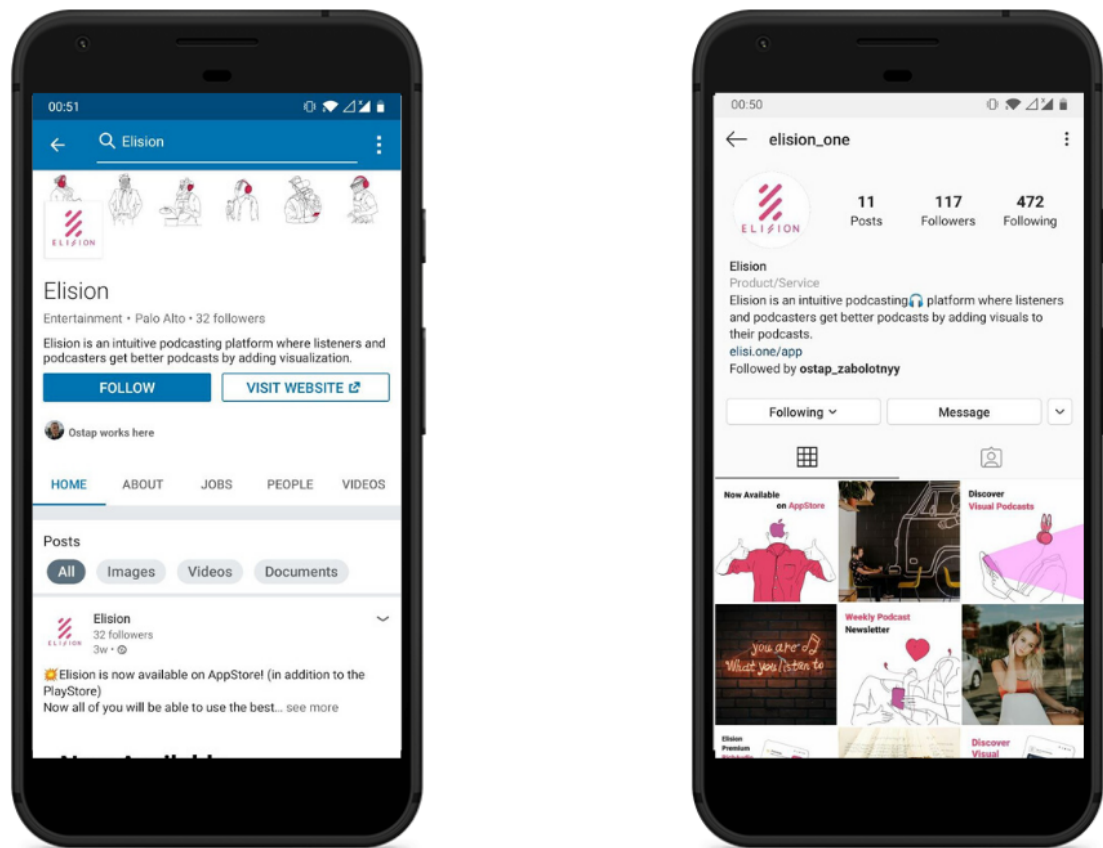 00:51
Elision
ELISION
Elision
Entertainment • Palo Alto • 32 followers
Elision is an intuitive podcasting platform where listeners and
podcasters get better podcasts by adding visualization.
FOLLOW
VISIT WEBSITE
Ostap works here
HOME ABOUT JOBS PEOPLE VIDEOS
Posts
All Images Videos Documents
ELISION
Elision
32 followers
3w •
💥Elision is now available on AppStore! (in addition to the
PlayStore)
Now all of you will be able to use the best... see more
00:50
elision_one
ELISION
11 117 472
Posts Followers Following
Elision
Product/Service
Elision is an intuitive podcasting🎧 platform where listeners
and podcasters get better podcasts by adding visuals to
their podcasts.
elisi.one/app
Followed by ostap_zabolotnyy
Following Message
Now Available
on AppStore
Discover
Visual Podcasts
you are
What you listen to
Weekly Podcast
Newsletter
Elision
Premium
Discover
Visual